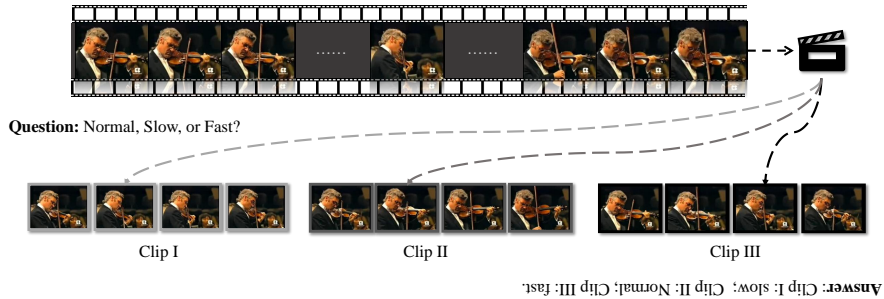 ...... ......
Question: Normal, Slow, or Fast?
Clip I Clip II Clip III
Answer: Clip I: slow; Clip II: Normal; Clip III: fast.